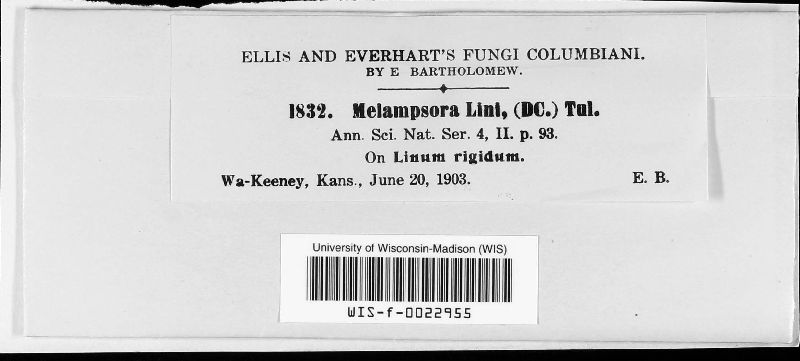 ELLIS AND EVERHART'S FUNGI COLUMBIANI.
BY E BARTHOLOMEW.
1832. Melampsora Lini, (DC.) Tul.
Ann. Sci. Nat. Ser. 4, II. p. 93.
On Linum rigidum.
Wa-Keeney, Kans., June 20, 1903. E. B.
University of Wisconsin-Madison (WIS)
WIS-f-0022955